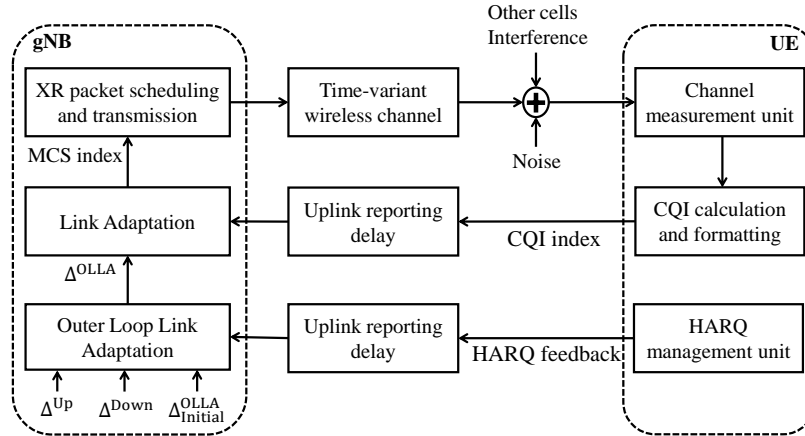 gNB
Other cells
Interference
UE
XR packet scheduling
and transmission
Time-variant
wireless channel
Channel
measurement unit
Noise
MCS index
Link Adaptation
Uplink reporting
delay
CQI index
CQI calculation
and formatting
Δ^OLLA
Outer Loop Link
Adaptation
Uplink reporting
delay
HARQ feedback
HARQ
management unit
Δ^Up
Δ^Down
Δ^OLLA_Initial